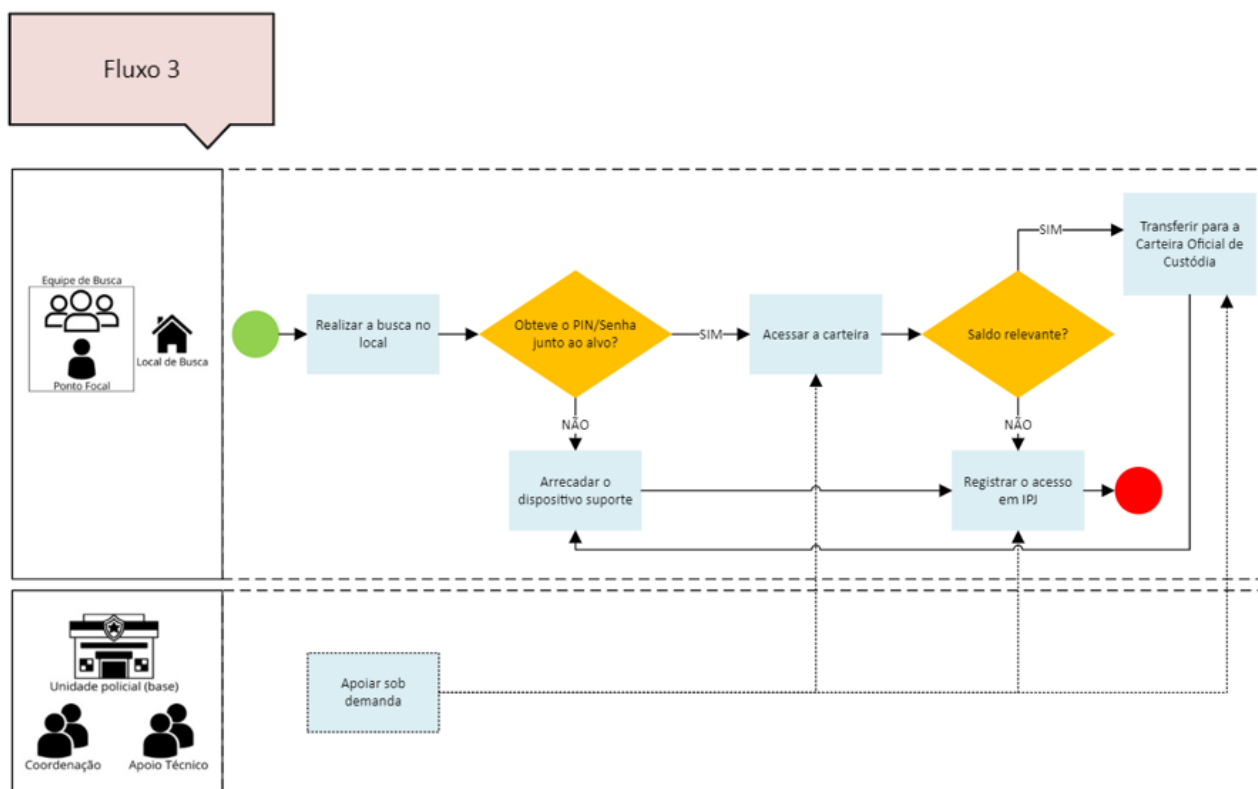 Fluxo 3
Equipe de Busca
Ponto Focal
Local de Busca
Realizar a busca no
local
Obteve o PIN/Senha
junto ao alvo?
SIM
Acessar a carteira
Saldo relevante?
SIM
Transferir para a
Carteira Oficial de
Custódia
NÃO
Arrecadar o
dispositivo suporte
NÃO
Registrar o acesso
em IPJ
Unidade policial (base)
Coordenação
Apoio Técnico
Apoiar sob
demanda